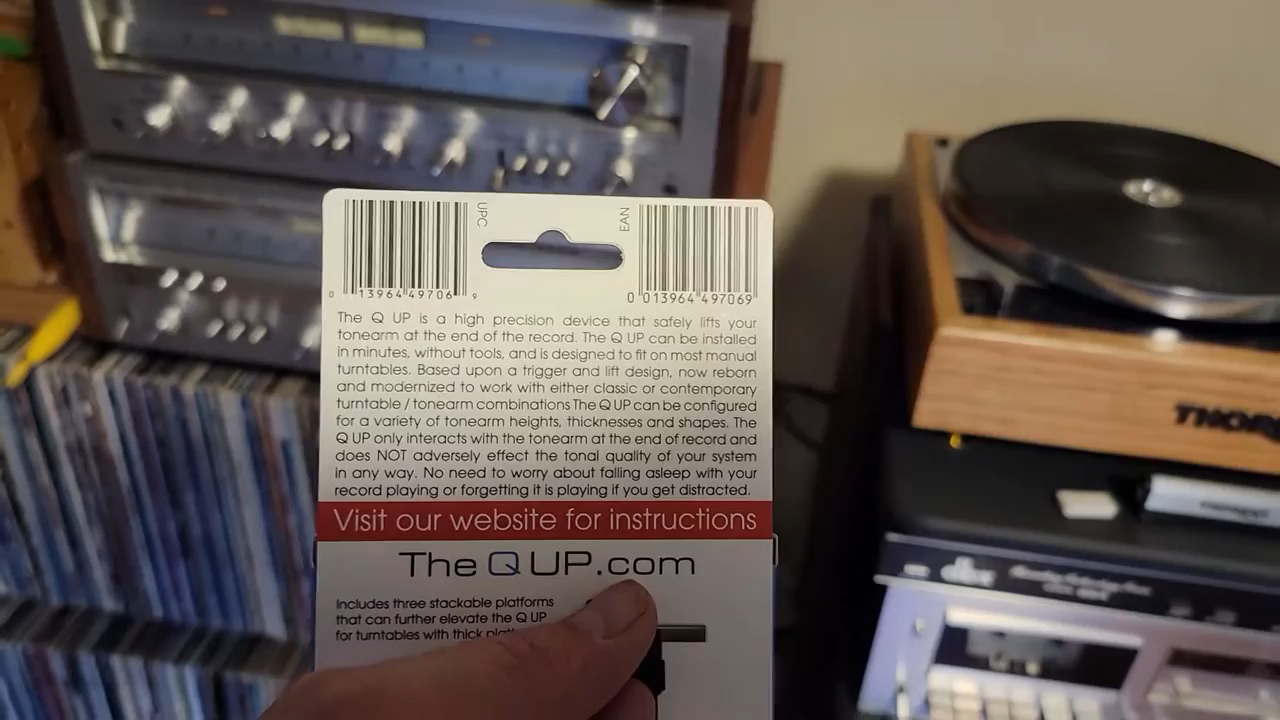 UPC
EAN
0 13964 49706 9
0 013964 497069
The Q UP is a high precision device that safely lifts your
tonearm at the end of the record. The Q UP can be installed
in minutes, without tools, and is designed to fit on most manual
turntables. Based upon a trigger and lift design, now reborn
and modernized to work with either classic or contemporary
turntable / tonearm combinations The Q UP can be configured
for a variety of tonearm heights, thicknesses and shapes. The
Q UP only interacts with the tonearm at the end of record and
does NOT adversely effect the tonal quality of your system
in any way. No need to worry about falling asleep with your
record playing or forgetting it is playing if you get distracted.
Visit our website for instructions
The Q UP.com
Includes three stackable platforms
that can further elevate the Q UP
for turntables with thick
THOR
dbx